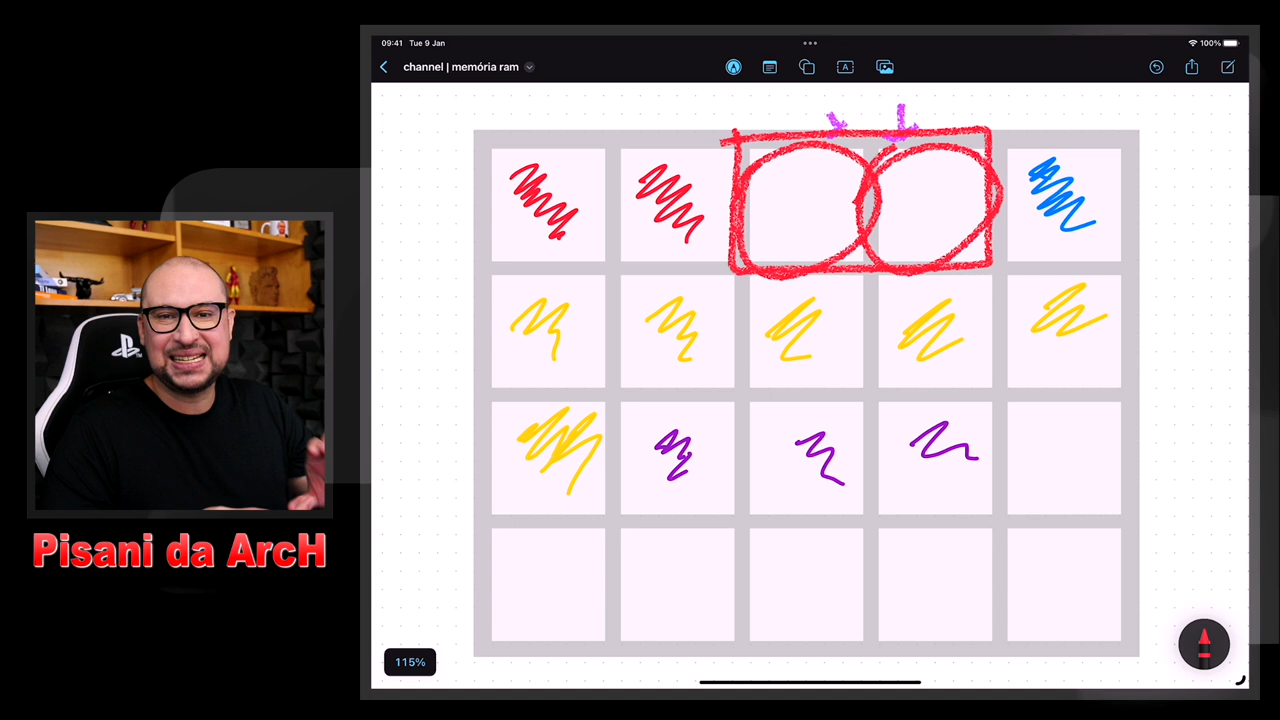 09:41 Tue 9 Jan
100%
channel | memória ram
A
Pisani da ArcH
115%